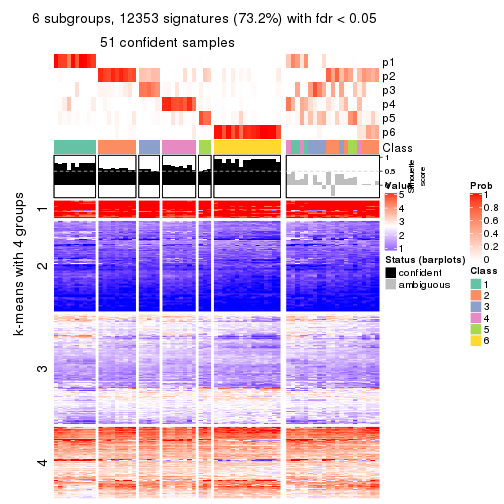 6 subgroups, 12353 signatures (73.2%) with fdr < 0.05
51 confident samples
p1
p2
p3
p4
p5
p6
Class
1
0.5
0
Silhouette
score
k-means with 4 groups
1
2
3
4
Value
5
4
3
2
1
Status (barplots)
confident
ambiguous
Prob
1
0.8
0.6
0.4
0.2
0
Class
1
2
3
4
5
6